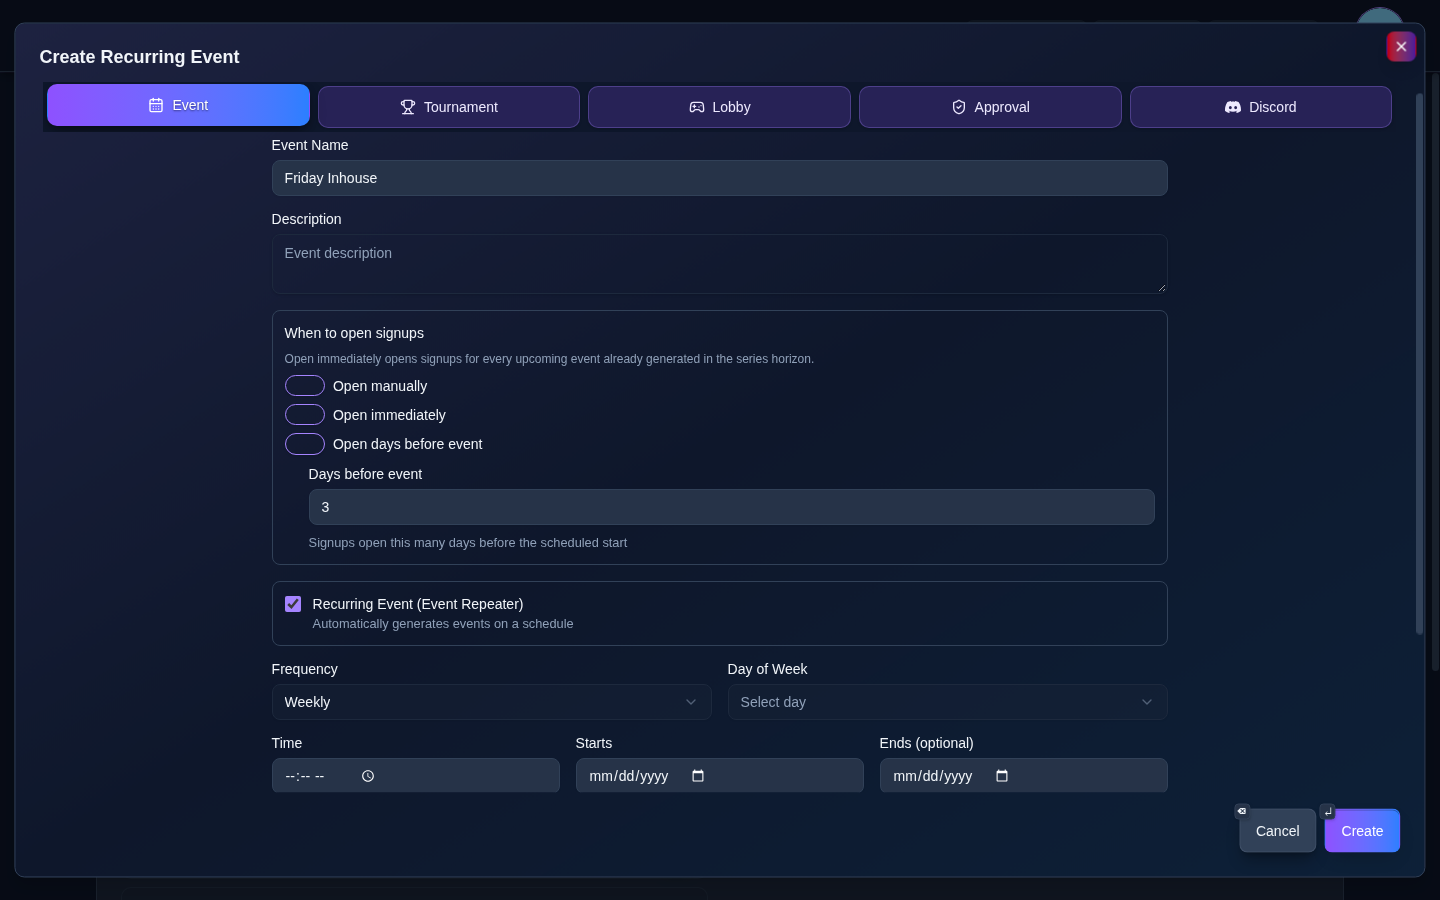 Create Recurring Event
Event
Tournament
Lobby
Approval
Discord
Event Name
Friday Inhouse
Description
Event description
When to open signups
Open immediately opens signups for every upcoming event already generated in the series horizon.
Open manually
Open immediately
Open days before event
Days before event
3
Signups open this many days before the scheduled start
Recurring Event (Event Repeater)
Automatically generates events on a schedule
Frequency
Day of Week
Weekly
Select day
Time
Starts
Ends (optional)
--:-- --
mm/dd/yyyy
mm/dd/yyyy
Cancel
Create